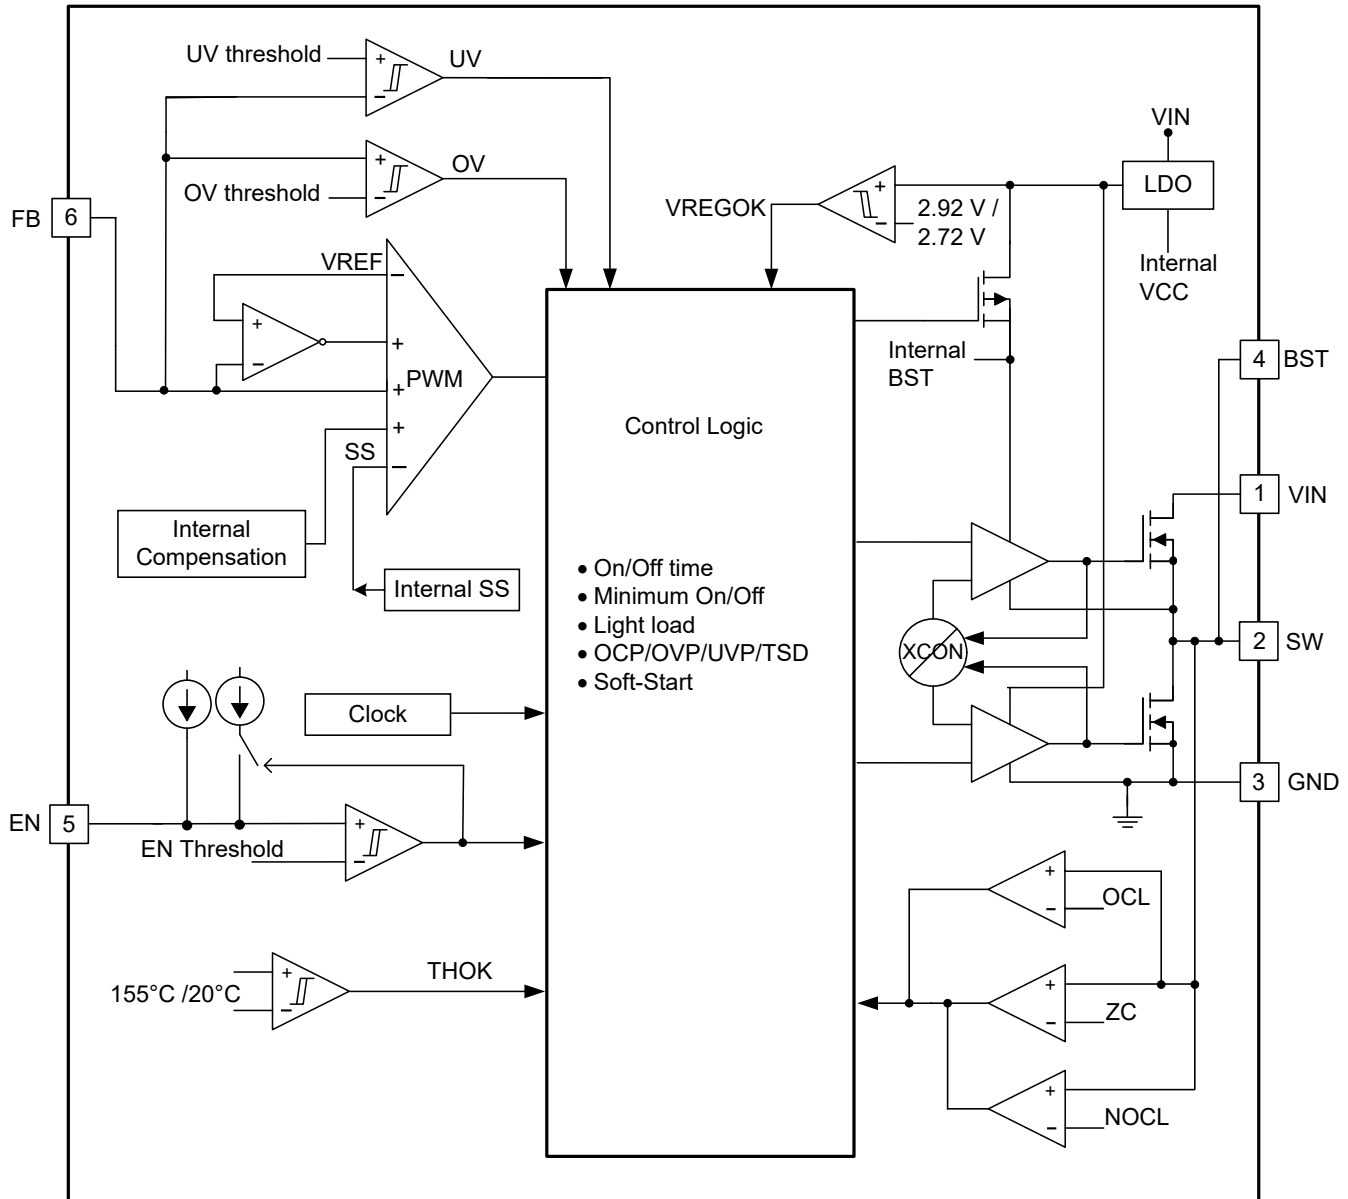 UV threshold
+
−
UV
+
−
OV
OV threshold
FB
6
VREF
−
+
−
+
+
PWM
+
SS
−
Internal
Compensation
Internal SS
Clock
EN
5
EN Threshold
+
−
155°C /20°C
+
−
THOK
Control Logic
• On/Off time
• Minimum On/Off
• Light load
• OCP/OVP/UVP/TSD
• Soft-Start
VREGOK
+
−
2.92 V /
2.72 V
VIN
LDO
Internal
VCC
Internal
BST
4
BST
1
VIN
XCON
2
SW
3
GND
+
−
OCL
+
−
ZC
+
−
NOCL